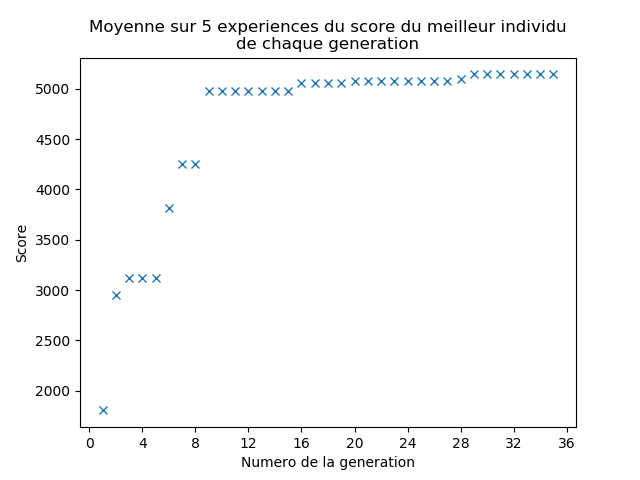 Moyenne sur 5 experiences du score du meilleur individu
de chaque generation
5000
4500
4000
3500
3000
2500
2000
Score
0 4 8 12 16 20 24 28 32 36
Numero de la generation